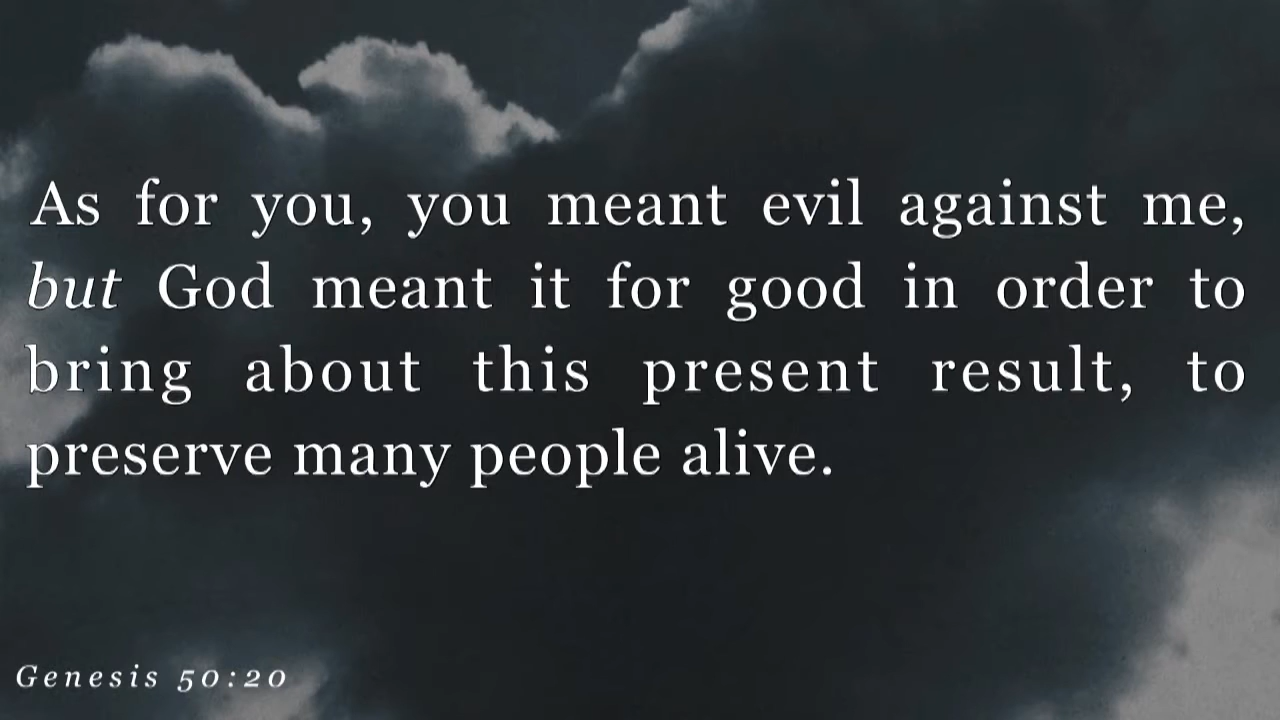 As for you, you meant evil against me,
but God meant it for good in order to
bring about this present result, to
preserve many people alive.
Genesis 50:20